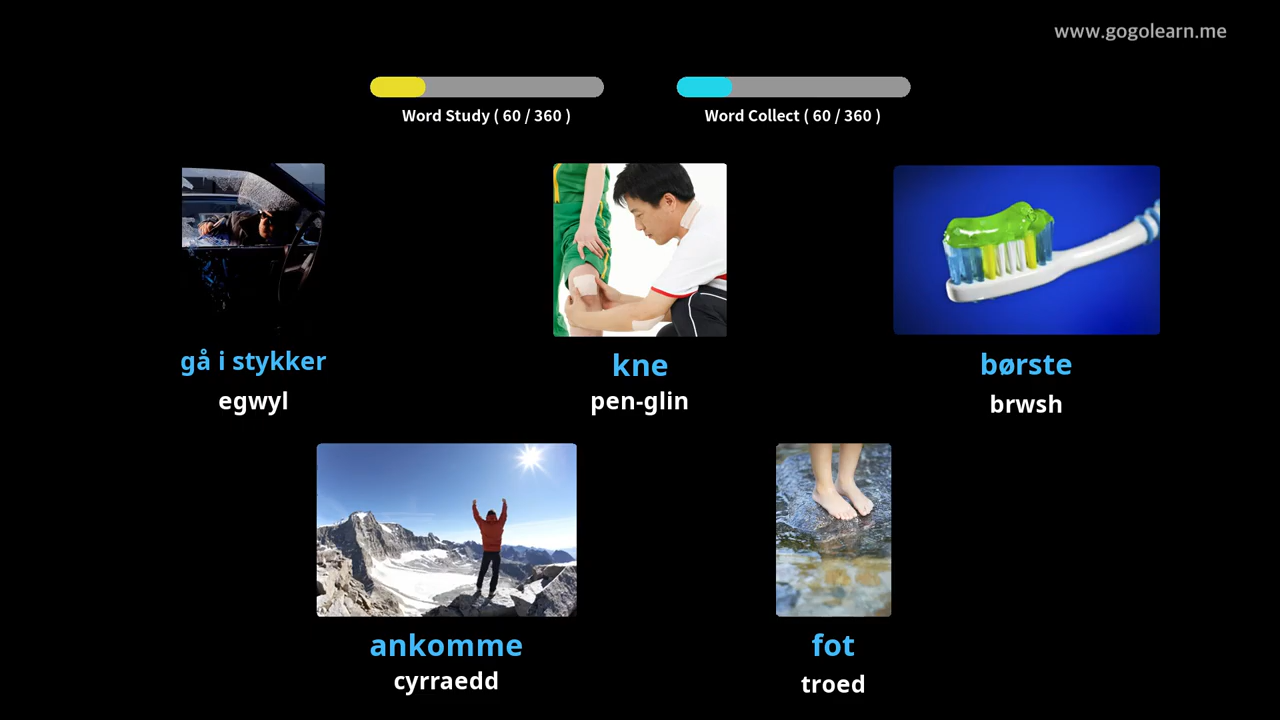 www.gogolearn.me
Word Study ( 60 / 360 )
Word Collect ( 60 / 360 )
gå i stykker
egwyl
kne
pen-glin
børste
brwsh
ankomme
cyrraedd
fot
troed